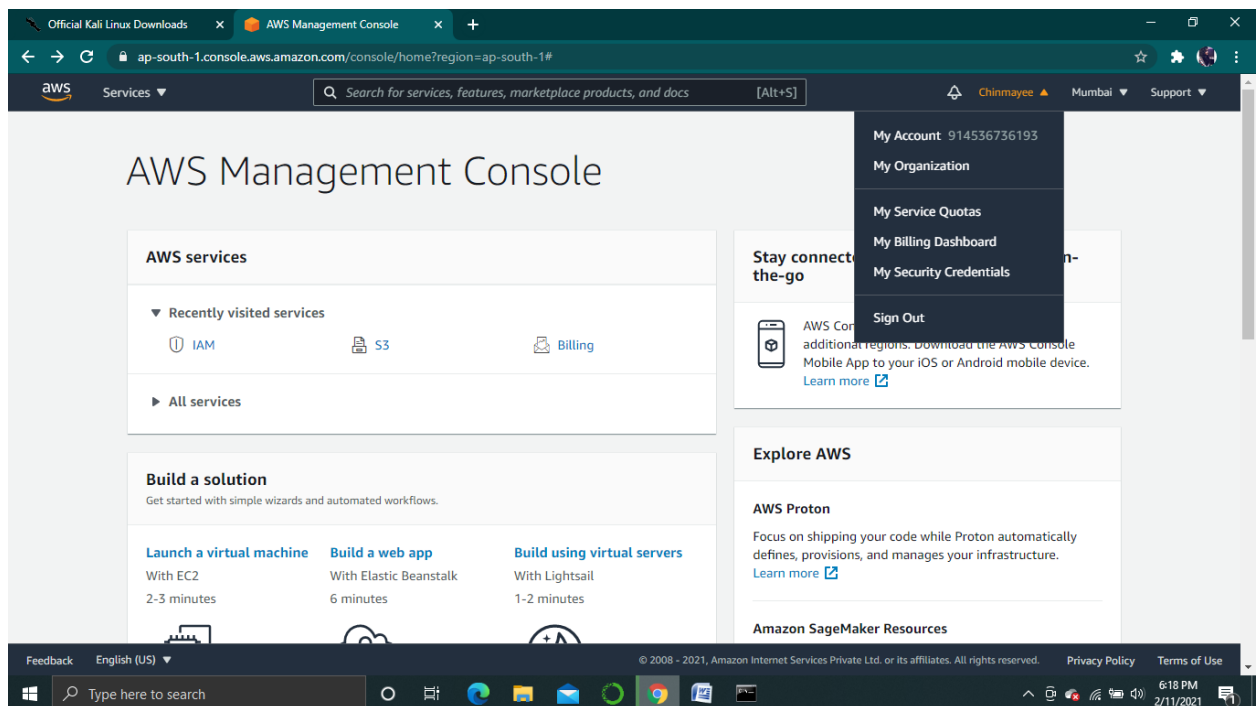 Official Kali Linux Downloads
AWS Management Console
ap-south-1.console.aws.amazon.com/console/home?region=ap-south-1#
aws
Services
Search for services, features, marketplace products, and docs
[Alt+S]
Chinmayee
Mumbai
Support
My Account 914536736193
My Organization
My Service Quotas
My Billing Dashboard
My Security Credentials
Sign Out
AWS Management Console
AWS services
Recently visited services
IAM
S3
Billing
All services
Build a solution
Get started with simple wizards and automated workflows.
Launch a virtual machine
With EC2
2-3 minutes
Build a web app
With Elastic Beanstalk
6 minutes
Build using virtual servers
With Lightsail
1-2 minutes
Stay
n-
the-go
AWS
additional regions. Download the AWS Console
Mobile App to your iOS or Android mobile device.
Learn more
Explore AWS
AWS Proton
Focus on shipping your code while Proton automatically
defines, provisions, and manages your infrastructure.
Learn more
Amazon SageMaker Resources
Feedback
English (US)
© 2008 - 2021, Amazon Internet Services Private Ltd. or its affiliates. All rights reserved.
Privacy Policy
Terms of Use
Type here to search
6:18 PM
2/11/2021
1